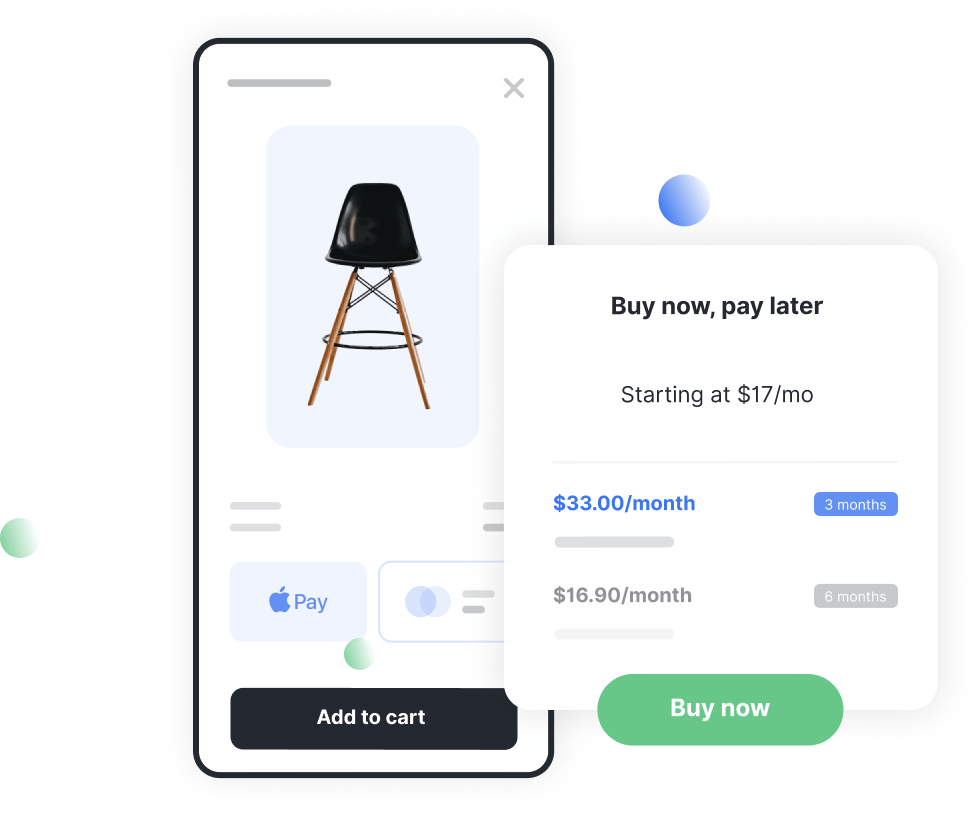 Buy now, pay later
Starting at $17/mo
$33.00/month
3 months
$16.90/month
6 months
Pay
Add to cart
Buy now